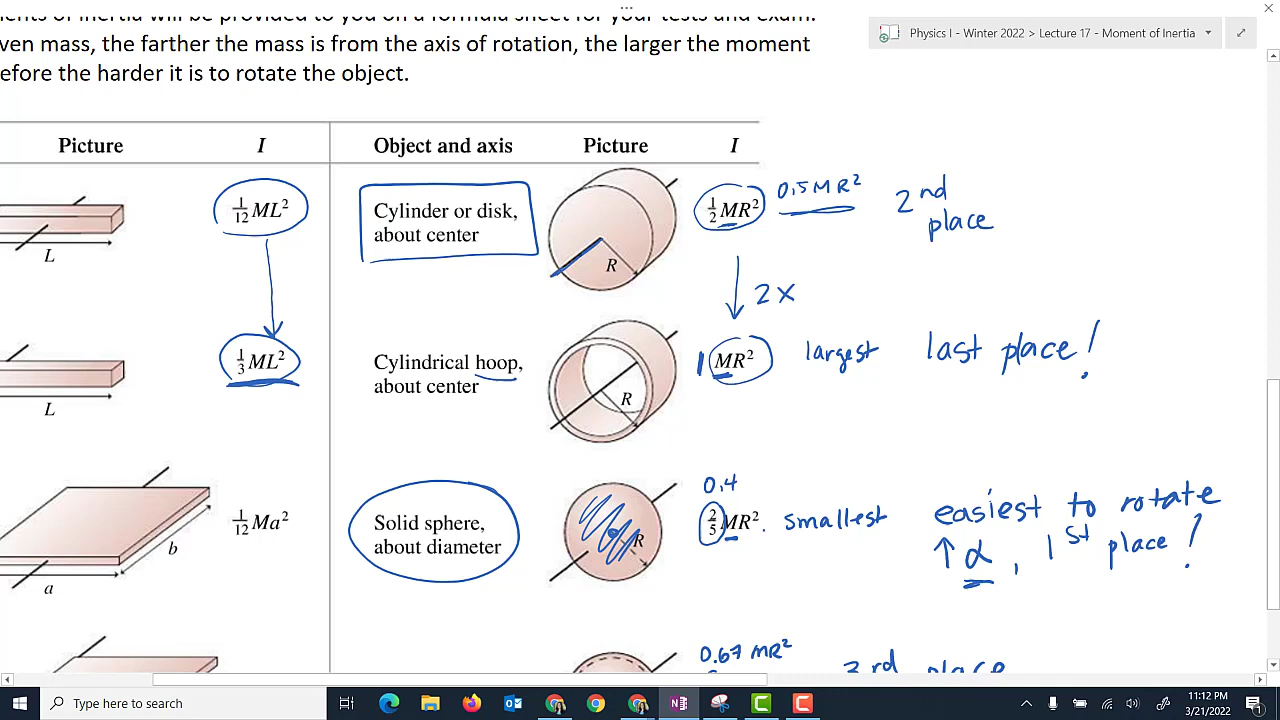 ents of inertia will be provided to you on a formula sheet for your tests and exam.
ven mass, the farther the mass is from the axis of rotation, the larger the moment
efore the harder it is to rotate the object.
Physics I - Winter 2022 > Lecture 17 - Moment of Inertia
Picture I Object and axis Picture I
1/12 ML²
L
Cylinder or disk,
about center
R
1/2 MR² 0.5MR² 2nd
place
2x
1/3 ML²
L
Cylindrical hoop,
about center
R
1 MR² largest last place!
1/12 Ma²
b
a
Solid sphere,
about diameter
R
0.4
2/5 MR². smallest easiest to rotate
↑α, 1st place!
0.67 MR²
3rd place
Type here to search
11:12 PM
3/21/2022